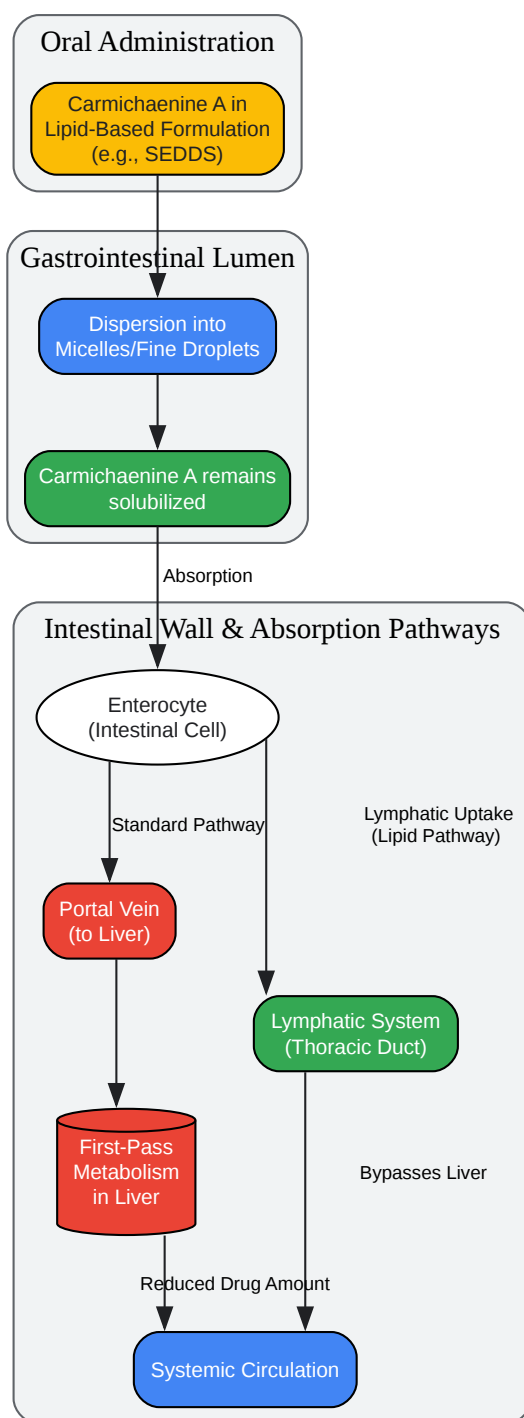 Oral Administration
Carmichaenine A in
Lipid-Based Formulation
(e.g., SEDDS)
Gastrointestinal Lumen
Dispersion into
Micelles/Fine Droplets
Carmichaenine A remains
solubilized
Absorption
Intestinal Wall & Absorption Pathways
Enterocyte
(Intestinal Cell)
Standard Pathway
Lymphatic Uptake
(Lipid Pathway)
Portal Vein
(to Liver)
Lymphatic System
(Thoracic Duct)
First-Pass
Metabolism
in Liver
Bypasses Liver
Reduced Drug Amount
Systemic Circulation